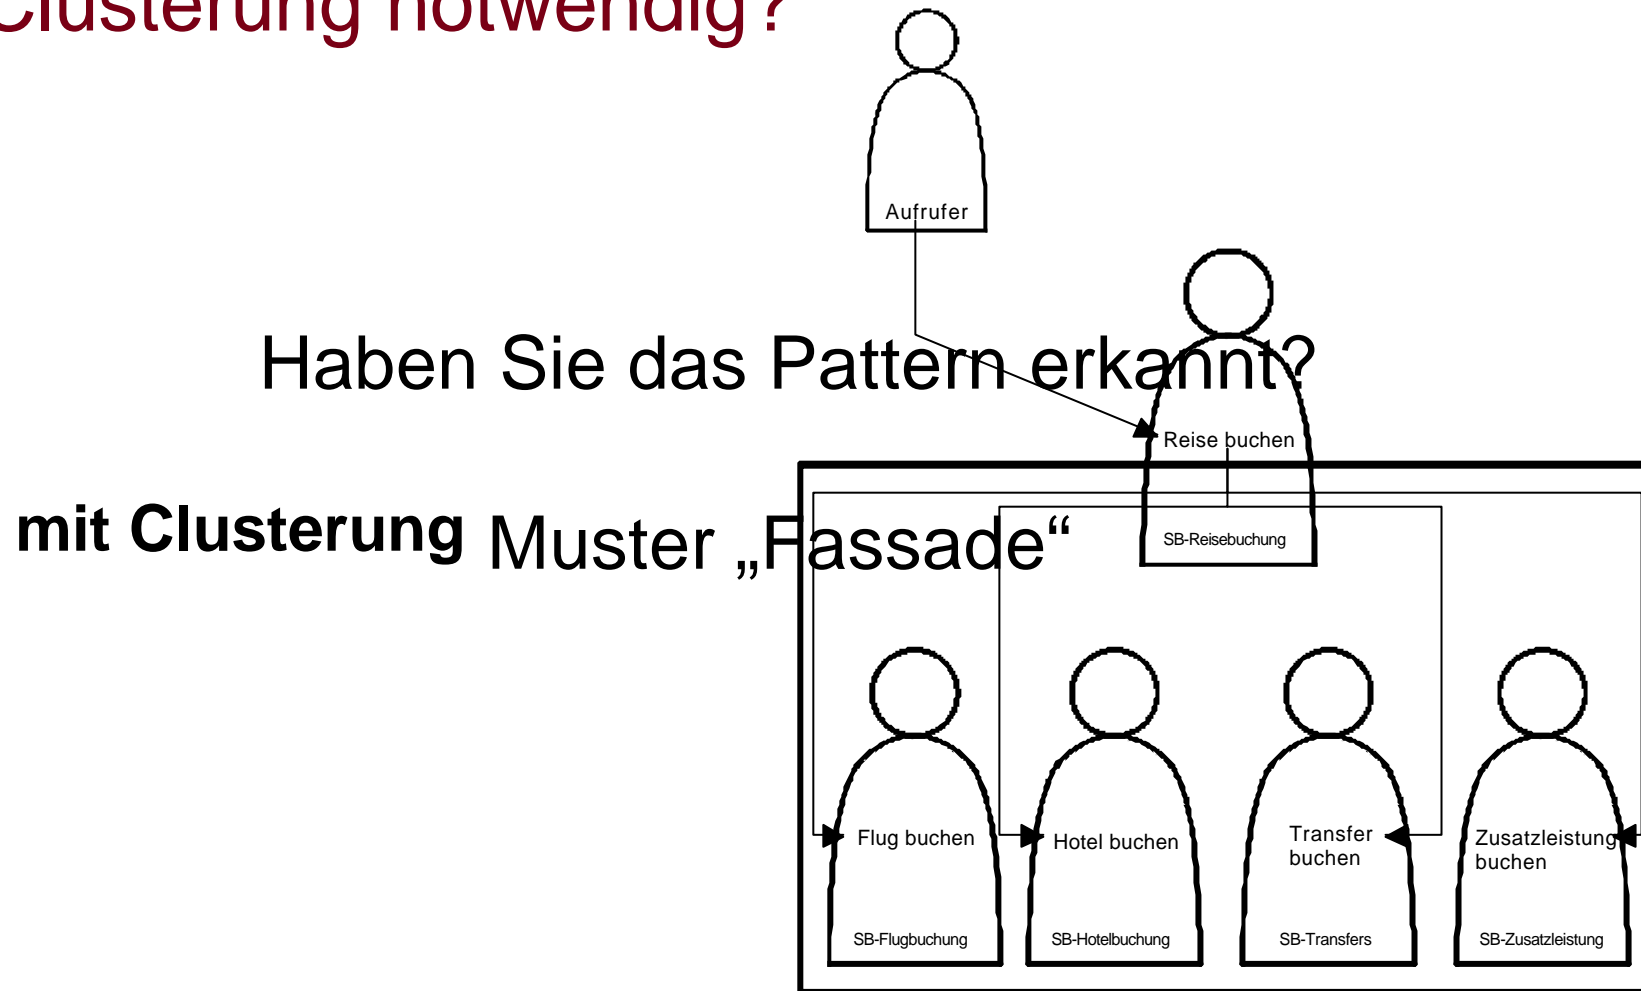 Clusterung notwendig?
Aufrufer
Haben Sie das Pattern erkannt?
Reise buchen
mit Clusterung
Muster „Fassade“
SB-Reisebuchung
Flug buchen
Hotel buchen
Transfer
buchen
Zusatzleistung
buchen
SB-Flugbuchung
SB-Hotelbuchung
SB-Transfers
SB-Zusatzleistung